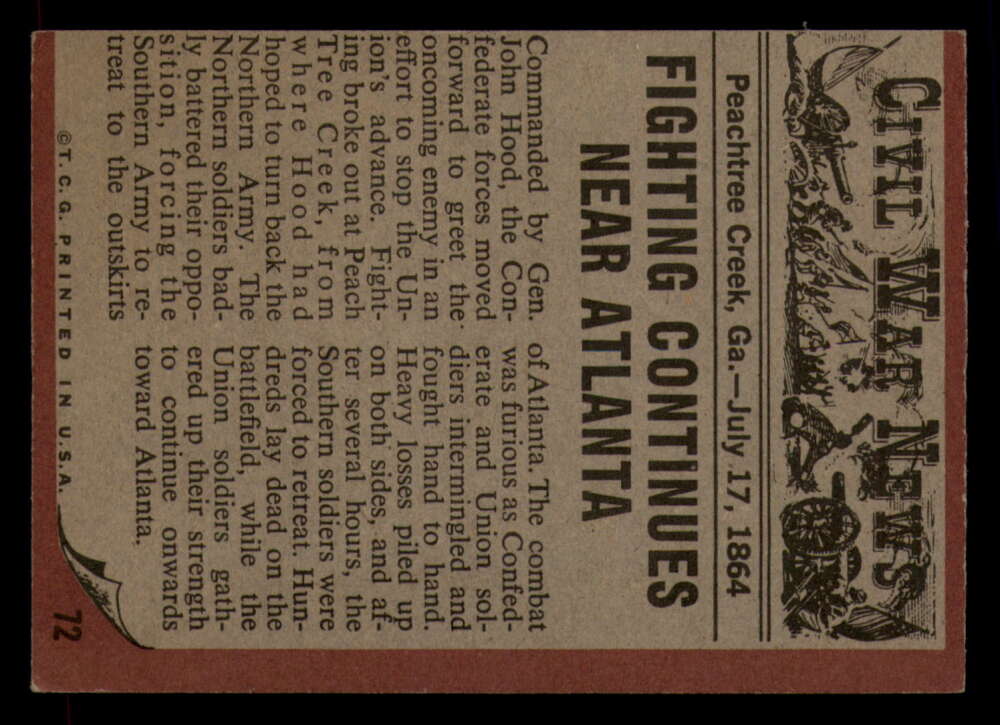 CIVIL WAR NEWS
Peachtree Creek, Ga.—July 17, 1864
FIGHTING CONTINUES
NEAR ATLANTA
Commanded by Gen.
John Hood, the Con-
federate forces moved
forward to greet the
oncoming enemy in an
effort to stop the Un-
ion's advance. Fight-
ing broke out at Peach
Tree Creek, from
where Hood had
hoped to turn back the
Northern Army. The
Northern soldiers bad-
ly battered their oppo-
sition, forcing the
Southern Army to re-
treat to the outskirts
of Atlanta. The combat
was furious as Confed-
erate and Union sol-
diers intermingled and
fought hand to hand.
Heavy losses piled up
on both sides, and af-
ter several hours, the
Southern soldiers were
forced to retreat. Hun-
dreds lay dead on the
battlefield, while the
Union soldiers gath-
ered up their strength
to continue onwards
toward Atlanta.
©T.C.G. PRINTED IN U.S.A.
72